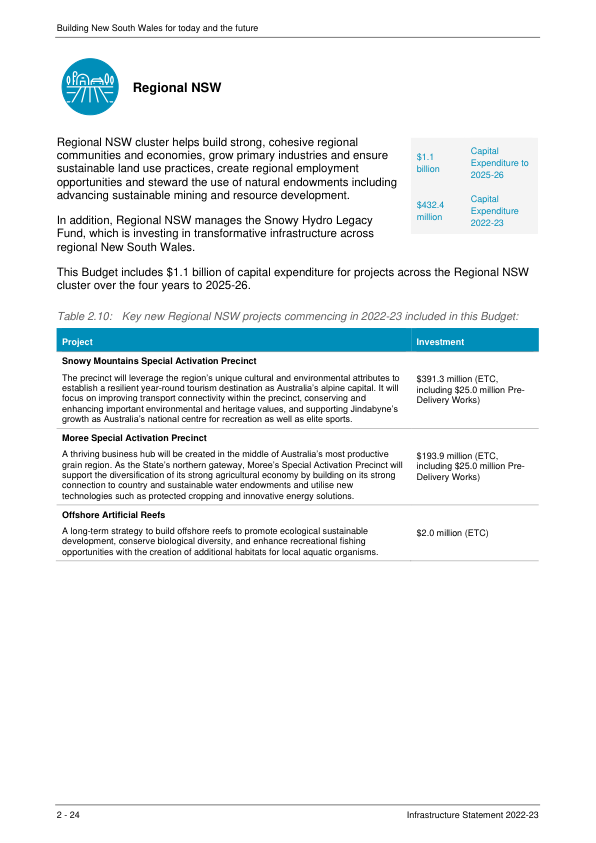 Building New South Wales for today and the future
Regional NSW
Regional NSW cluster helps build strong, cohesive regional
communities and economies, grow primary industries and ensure
sustainable land use practices, create regional employment
opportunities and steward the use of natural endowments including
advancing sustainable mining and resource development.
In addition, Regional NSW manages the Snowy Hydro Legacy
Fund, which is investing in transformative infrastructure across
regional New South Wales.
$1.1
billion
Capital
Expenditure to
2025-26
$432.4
million
Capital
Expenditure
2022-23
This Budget includes $1.1 billion of capital expenditure for projects across the Regional NSW
cluster over the four years to 2025-26.
Table 2.10: Key new Regional NSW projects commencing in 2022-23 included in this Budget:
Project
Investment
Snowy Mountains Special Activation Precinct
The precinct will leverage the region's unique cultural and environmental attributes to
establish a resilient year-round tourism destination as Australia's alpine capital. It will
focus on improving transport connectivity within the precinct, conserving and
enhancing important environmental and heritage values, and supporting Jindabyne's
growth as Australia's national centre for recreation as well as elite sports.
$391.3 million (ETC,
including $25.0 million Pre-
Delivery Works)
Moree Special Activation Precinct
A thriving business hub will be created in the middle of Australia's most productive
grain region. As the State's northern gateway, Moree's Special Activation Precinct will
support the diversification of its strong agricultural economy by building on its strong
connection to country and sustainable water endowments and utilise new
technologies such as protected cropping and innovative energy solutions.
$193.9 million (ETC,
including $25.0 million Pre-
Delivery Works)
Offshore Artificial Reefs
A long-term strategy to build offshore reefs to promote ecological sustainable
development, conserve biological diversity, and enhance recreational fishing
opportunities with the creation of additional habitats for local aquatic organisms.
$2.0 million (ETC)
2 - 24
Infrastructure Statement 2022-23